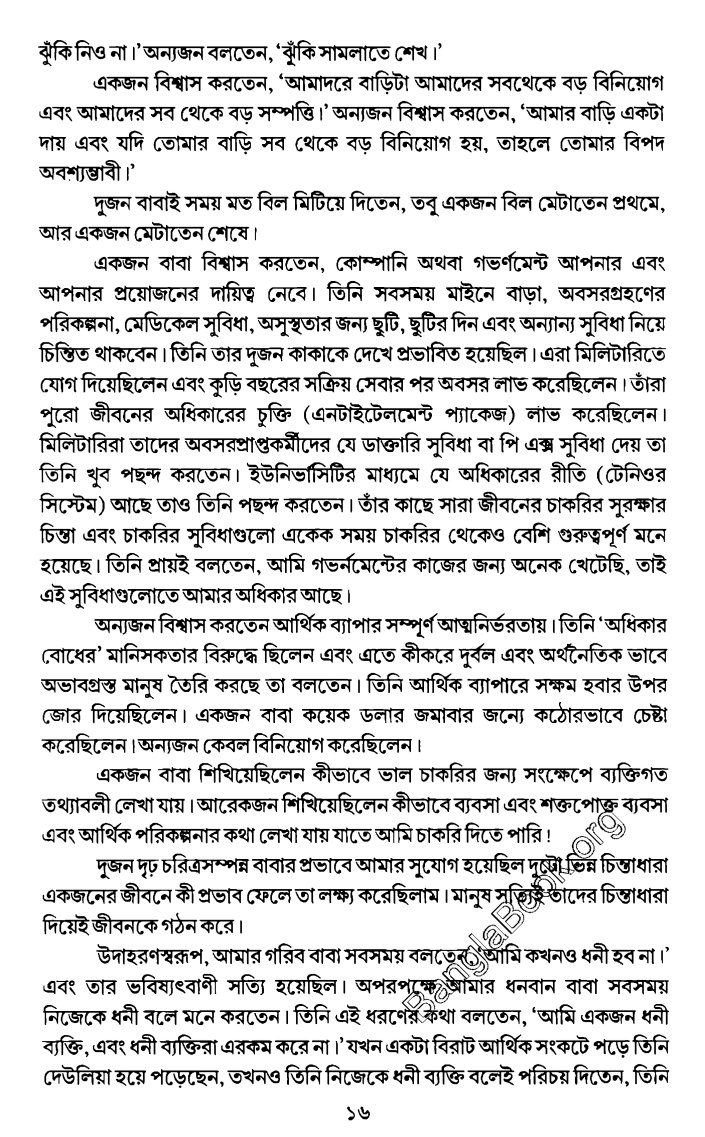 ঝুঁকি নিও না।’ অন্যজন বলতেন, ‘ঝুঁকি সামলাতে শেখ।’
একজন বিশ্বাস করতেন, ‘আমাদরে বাড়িটা আমাদের সবথেকে বড় বিনিয়োগ
এবং আমাদের সব থেকে বড় সম্পত্তি।’ অন্যজন বিশ্বাস করতেন, ‘আমার বাড়ি একটা
দায় এবং যদি তোমার বাড়ি সব থেকে বড় বিনিয়োগ হয়, তাহলে তোমার বিপদ
অবশ্যম্ভাবী।’
দুজন বাবাই সময় মত বিল মিটিয়ে দিতেন, তবু একজন বিল মেটাতেন প্রথমে,
আর একজন মেটাতেন শেষে।
একজন বাবা বিশ্বাস করতেন, কোম্পানি অথবা গভর্ণমেন্ট আপনার এবং
আপনার প্রয়োজনের দায়িত্ব নেবে। তিনি সবসময় মাইনে বাড়া, অবসরগ্রহণের
পরিকল্পনা, মেডিকেল সুবিধা, অসুস্থতার জন্য ছুটি, ছুটির দিন এবং অন্যান্য সুবিধা নিয়ে
চিন্তিত থাকবেন। তিনি তার দুজন কাকাকে দেখে প্রভাবিত হয়েছিল। এরা মিলিটারিতে
যোগ দিয়েছিলেন এবং কুড়ি বছরের সক্রিয় সেবার পর অবসর লাভ করেছিলেন। তাঁরা
পুরো জীবনের অধিকারের চুক্তি (এনটাইটেলমেন্ট প্যাকেজ) লাভ করেছিলেন।
মিলিটারিরা তাদের অবসরপ্রাপ্তকর্মীদের যে ডাক্তারি সুবিধা বা পি এক্স সুবিধা দেয় তা
তিনি খুব পছন্দ করতেন। ইউনির্ভাসিটির মাধ্যমে যে অধিকারের রীতি (টেনিওর
সিস্টেম) আছে তাও তিনি পছন্দ করতেন। তাঁর কাছে সারা জীবনের চাকরির সুরক্ষার
চিন্তা এবং চাকরির সুবিধাগুলো একেক সময় চাকরির থেকেও বেশি গুরুত্বপূর্ণ মনে
হয়েছে। তিনি প্রায়ই বলতেন, আমি গভর্নমেন্টের কাজের জন্য অনেক খেটেছি, তাই
এই সুবিধাগুলোতে আমার অধিকার আছে।
অন্যজন বিশ্বাস করতেন আর্থিক ব্যাপার সম্পূর্ণ আত্মনির্ভরতায়। তিনি ‘অধিকার
বোধের’ মানিসকতার বিরুদ্ধে ছিলেন এবং এতে কীকরে দুর্বল এবং অর্থনৈতিক ভাবে
অভাবগ্রস্ত মানুষ তৈরি করছে তা বলতেন। তিনি আর্থিক ব্যাপারে সক্ষম হবার উপর
জোর দিয়েছিলেন। একজন বাবা কয়েক ডলার জমাবার জন্যে কঠোরভাবে চেষ্টা
করেছিলেন। অন্যজন কেবল বিনিয়োগ করেছিলেন।
একজন বাবা শিখিয়েছিলেন কীভাবে ভাল চাকরির জন্য সংক্ষেপে ব্যক্তিগত
তথ্যাবলী লেখা যায়। আরেকজন শিখিয়েছিলেন কীভাবে ব্যবসা এবং শক্তপোক্ত ব্যবসা
এবং আর্থিক পরিকল্পনার কথা লেখা যায় যাতে আমি চাকরি দিতে পারি!
দুজন দৃঢ় চরিত্রসম্পন্ন বাবার প্রভাবে আমার সুযোগ হয়েছিল দুটো ভিন্ন চিন্তাধারা
একজনের জীবনে কী প্রভাব ফেলে তা লক্ষ্য করেছিলাম। মানুষ সত্যিই তাদের চিন্তাধারা
দিয়েই জীবনকে গঠন করে।
উদাহরণস্বরূপ, আমার গরিব বাবা সবসময় বলতেন, ‘আমি কখনও ধনী হব না।’
এবং তার ভবিষ্যৎবাণী সত্যি হয়েছিল। অপরপক্ষে আমার ধনবান বাবা সবসময়
নিজেকে ধনী বলে মনে করতেন। তিনি এই ধরণের কথা বলতেন, ‘আমি একজন ধনী
ব্যক্তি, এবং ধনী ব্যক্তিরা এরকম করে না।’ যখন একটা বিরাট আর্থিক সংকটে পড়ে তিনি
দেউলিয়া হয়ে পড়েছেন, তখনও তিনি নিজেকে ধনী ব্যক্তি বলেই পরিচয় দিতেন, তিনি
১৬
BanglaBook.org